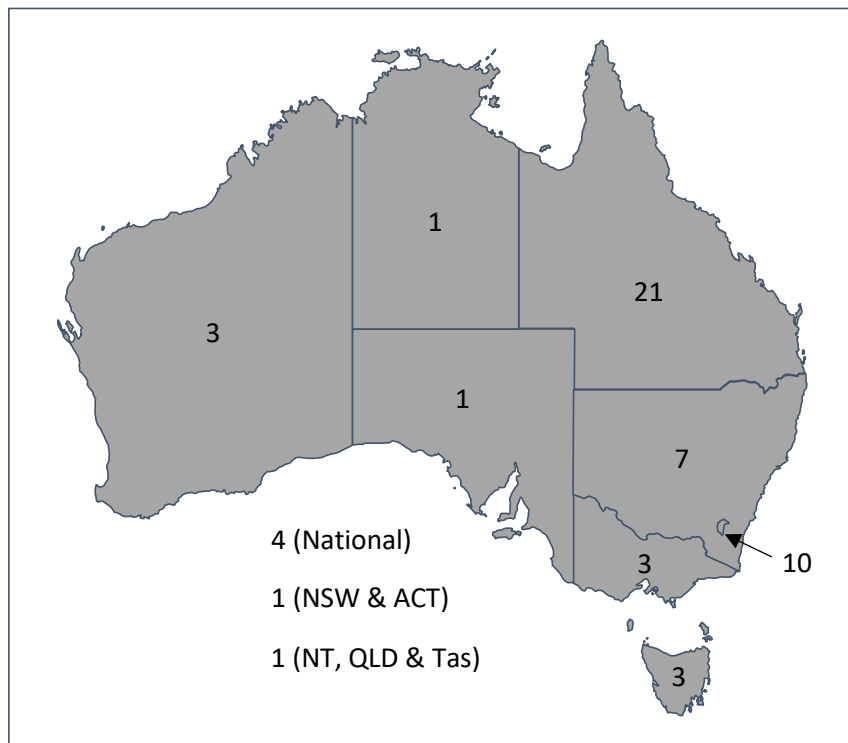 1
21
3
1
7
4 (National)
10
3
1 (NSW & ACT)
1 (NT, QLD & Tas)
3